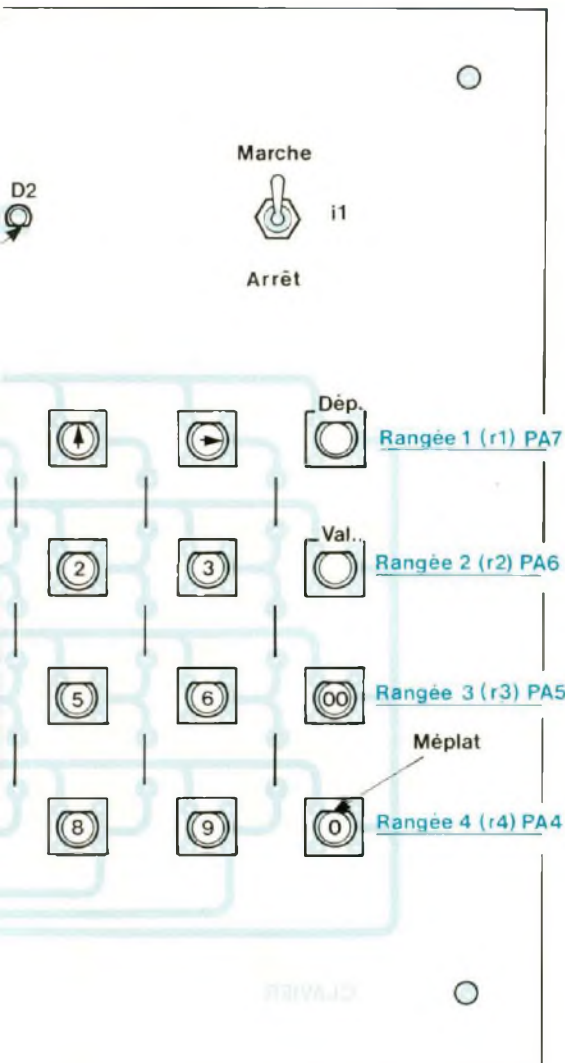 Marche
D2
i1
Arrêt
Dép.
Rangée 1 (r1) PA7
Val.
2
3
Rangée 2 (r2) PA6
5
6
00
Rangée 3 (r3) PA5
Méplat
8
9
0
Rangée 4 (r4) PA4
CLAVIER